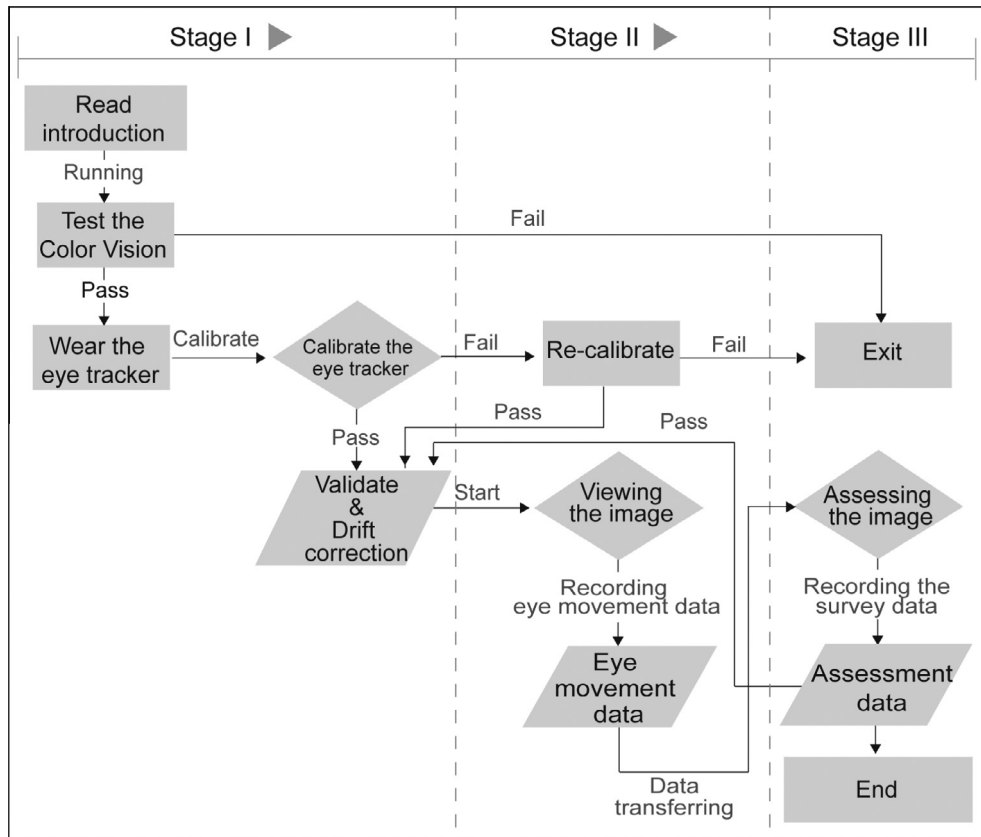 Stage I
Stage II
Stage III
Read
introduction
Running
Test the
Color Vision
Fail
Pass
Wear the
eye tracker
Calibrate
Calibrate the
eye tracker
Fail
Re-calibrate
Fail
Exit
Pass
Pass
Pass
Validate
&
Drift
correction
Start
Viewing
the image
Assessing
the image
Recording
eye movement data
Recording the
survey data
Eye
movement
data
Assessment
data
Data
transferring
End